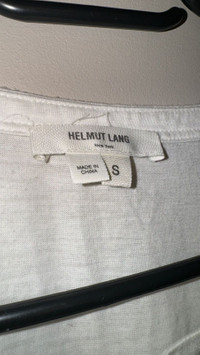 HELMUT LANG
New York
MADE IN
CHINA
S